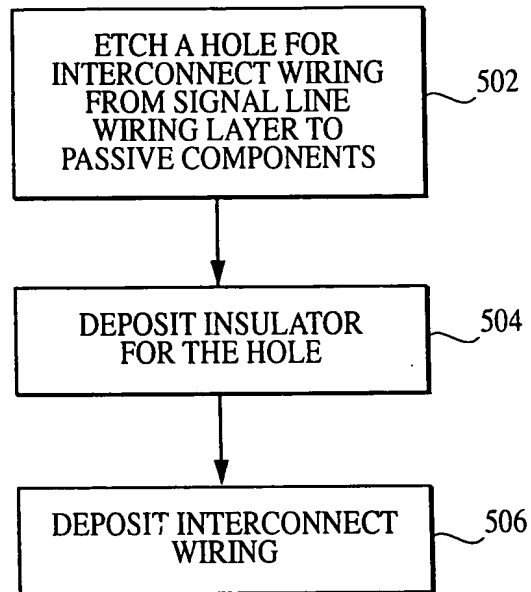 ETCH A HOLE FOR
INTERCONNECT WIRING
FROM SIGNAL LINE
WIRING LAYER TO
PASSIVE COMPONENTS
502
DEPOSIT INSULATOR
FOR THE HOLE
504
DEPOSIT INTERCONNECT
WIRING
506